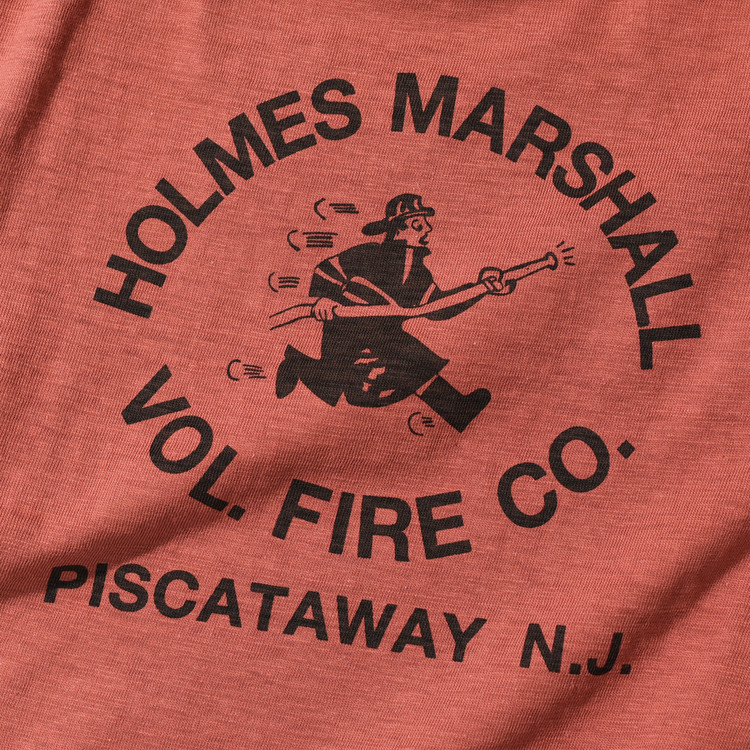 HOLMES MARSHALL
VOL. FIRE CO.
PISCATAWAY N.J.